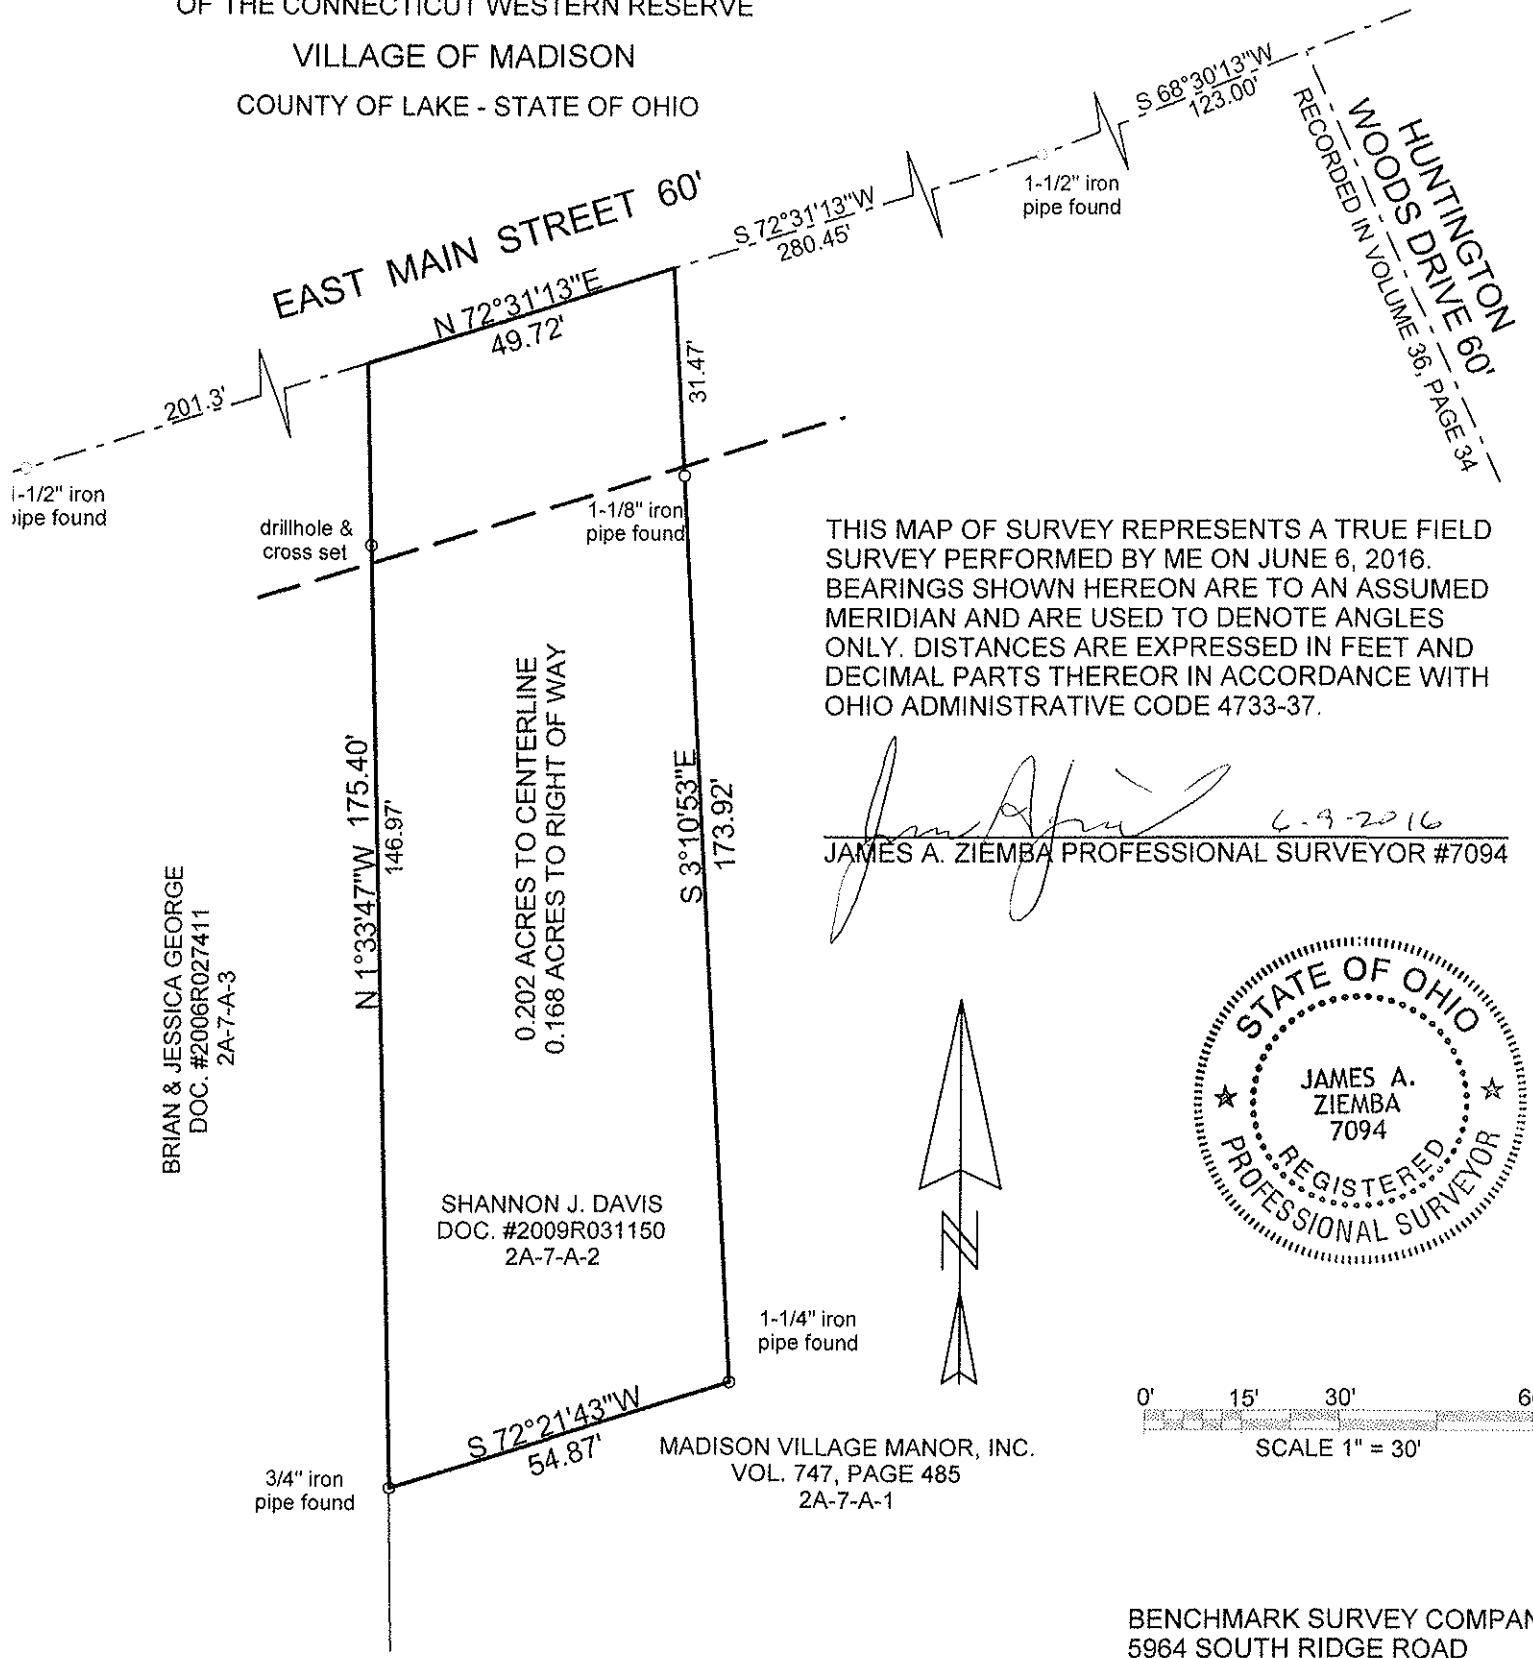 OF THE CONNECTICUT WESTERN RESERVE
VILLAGE OF MADISON
COUNTY OF LAKE - STATE OF OHIO
S 68°30'13"W
123.00'
HUNTINGTON
WOODS DRIVE 60'
RECORDED IN VOLUME 36, PAGE 34
1-1/2" iron
pipe found
S 72°31'13"W
280.45'
EAST MAIN STREET 60'
N 72°31'13"E
49.72'
31.47'
201.3'
1-1/2" iron
pipe found
drillhole &
cross set
1-1/8" iron
pipe found
THIS MAP OF SURVEY REPRESENTS A TRUE FIELD
SURVEY PERFORMED BY ME ON JUNE 6, 2016.
BEARINGS SHOWN HEREON ARE TO AN ASSUMED
MERIDIAN AND ARE USED TO DENOTE ANGLES
ONLY. DISTANCES ARE EXPRESSED IN FEET AND
DECIMAL PARTS THEREOR IN ACCORDANCE WITH
OHIO ADMINISTRATIVE CODE 4733-37.
6-9-2016
JAMES A. ZIEMBA PROFESSIONAL SURVEYOR #7094
N 1°33'47"W 175.40'
146.97'
0.202 ACRES TO CENTERLINE
0.168 ACRES TO RIGHT OF WAY
S 3°10'53"E
173.92'
BRIAN & JESSICA GEORGE
DOC. #2006R027411
2A-7-A-3
STATE OF OHIO
JAMES A.
ZIEMBA
7094
REGISTERED
PROFESSIONAL SURVEYOR
N
SHANNON J. DAVIS
DOC. #2009R031150
2A-7-A-2
1-1/4" iron
pipe found
S 72°21'43"W
54.87'
3/4" iron
pipe found
MADISON VILLAGE MANOR, INC.
VOL. 747, PAGE 485
2A-7-A-1
0' 15' 30'
SCALE 1" = 30'
BENCHMARK SURVEY COMPAN
5964 SOUTH RIDGE ROAD